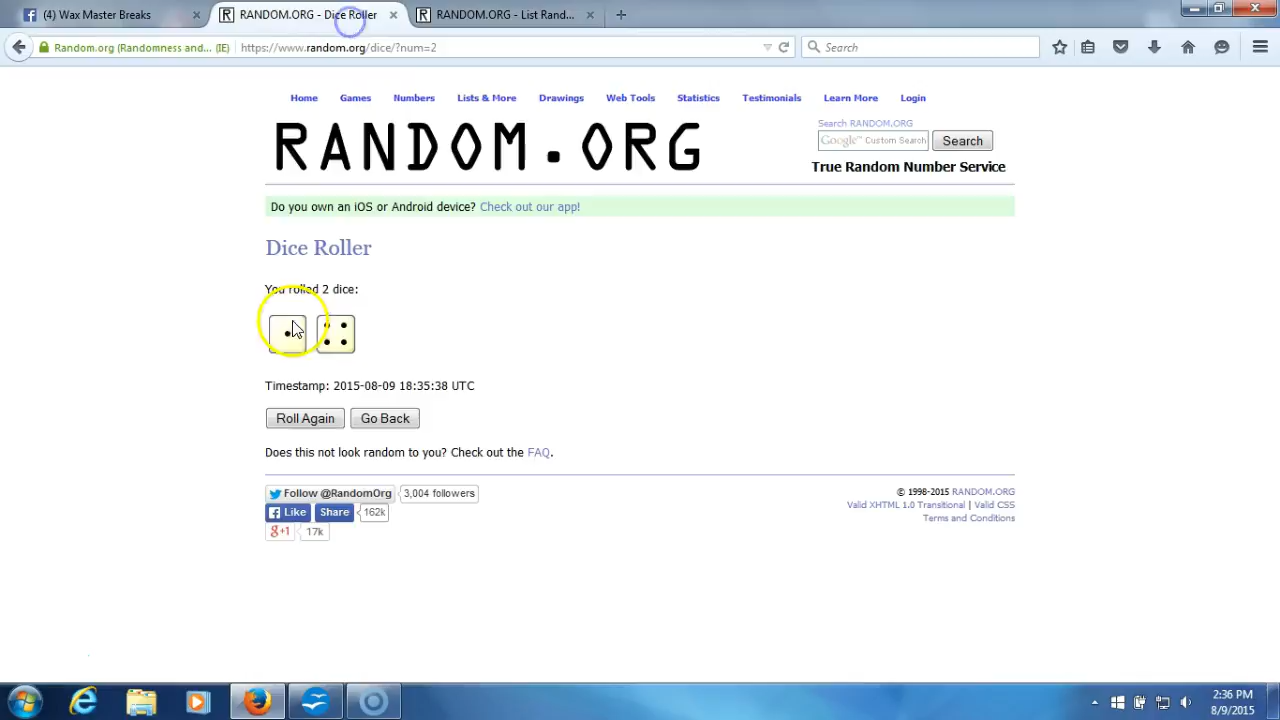 (4) Wax Master Breaks
RANDOM.ORG - Dice Roller
RANDOM.ORG - List Rand...
Random.org (Randomness and... (IE)
https://www.random.org/dice/?num=2
Search
Home Games Numbers Lists & More Drawings Web Tools Statistics Testimonials Learn More Login
RANDOM.ORG
Search RANDOM.ORG
Google™ Custom Search
Search
True Random Number Service
Do you own an iOS or Android device? Check out our app!
Dice Roller
You rolled 2 dice:
Timestamp: 2015-08-09 18:35:38 UTC
Roll Again
Go Back
Does this not look random to you? Check out the FAQ.
Follow @RandomOrg
3,004 followers
Like
Share
162k
g+1
17k
© 1998-2015 RANDOM.ORG
Valid XHTML 1.0 Transitional | Valid CSS
Terms and Conditions
2:36 PM
8/9/2015